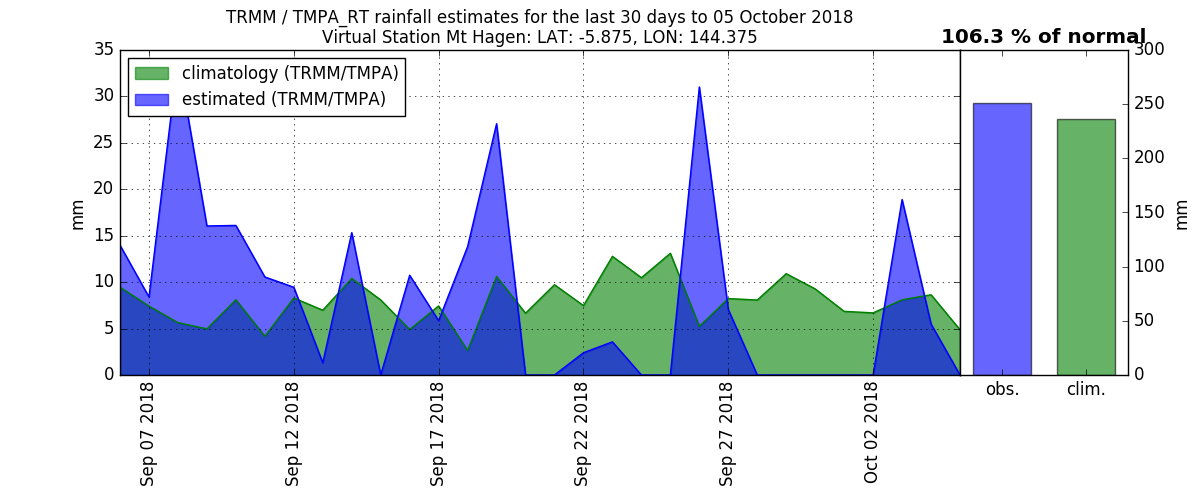 TRMM / TMPA_RT rainfall estimates for the last 30 days to 05 October 2018
Virtual Station Mt Hagen: LAT: -5.875, LON: 144.375
106.3 % of normal
climatology (TRMM/TMPA)
estimated (TRMM/TMPA)
35
30
25
20
15
10
5
0
mm
Sep 07 2018
Sep 12 2018
Sep 17 2018
Sep 22 2018
Sep 27 2018
Oct 02 2018
obs.
clim.
300
250
200
150
100
50
0
mm